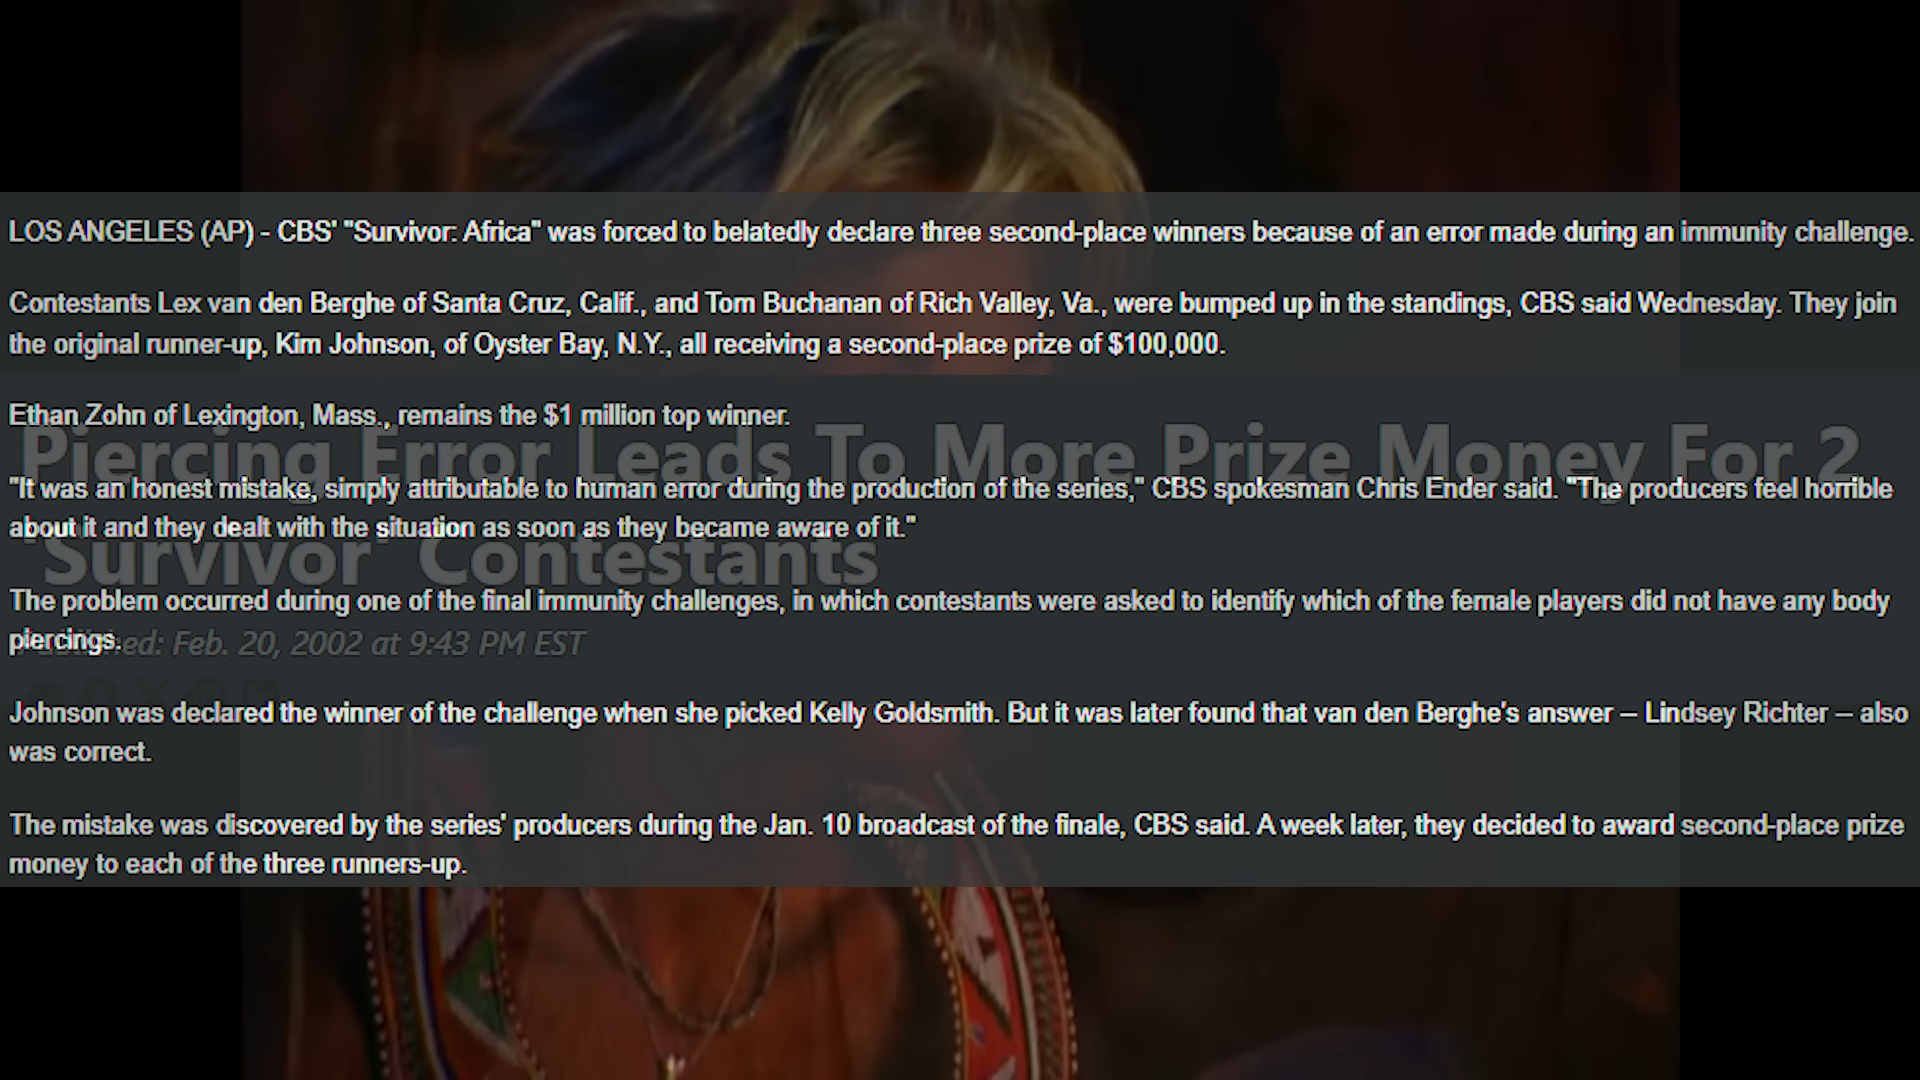 LOS ANGELES (AP) - CBS' "Survivor: Africa" was forced to belatedly declare three second-place winners because of an error made during an immunity challenge.
Contestants Lex van den Berghe of Santa Cruz, Calif., and Tom Buchanan of Rich Valley, Va., were bumped up in the standings, CBS said Wednesday. They join
the original runner-up, Kim Johnson, of Oyster Bay, N.Y., all receiving a second-place prize of $100,000.
Ethan Zohn of Lexington, Mass., remains the $1 million top winner.
Piercing Error Leads To More Prize Money For 2
"It was an honest mistake, simply attributable to human error during the production of the series," CBS spokesman Chris Ender said. "The producers feel horrible
about it and they dealt with the situation as soon as they became aware of it."
'Survivor' Contestants
The problem occurred during one of the final immunity challenges, in which contestants were asked to identify which of the female players did not have any body
piercings.
Feb. 20, 2002 at 9:43 PM EST
Johnson was declared the winner of the challenge when she picked Kelly Goldsmith. But it was later found that van den Berghe's answer – Lindsey Richter – also
was correct.
The mistake was discovered by the series' producers during the Jan. 10 broadcast of the finale, CBS said. A week later, they decided to award second-place prize
money to each of the three runners-up.